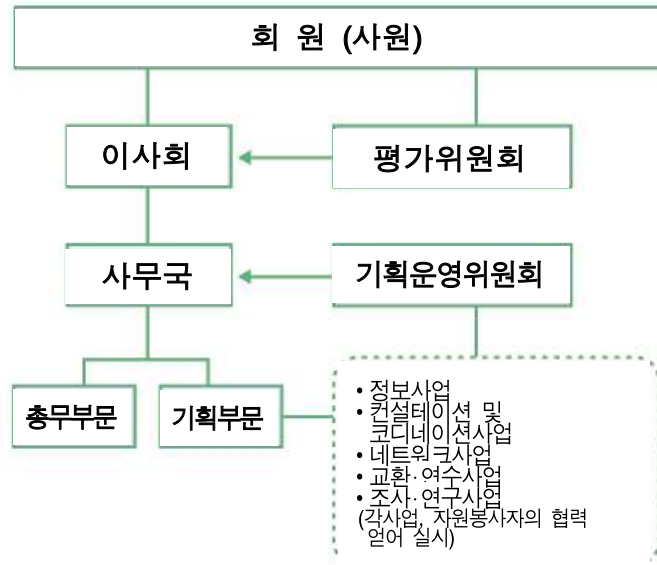 회 원 (사원)
이사회
평가위원회
사무국
기획운영위원회
총무부문
기획부문
• 정보사업
• 컨설테이션 및
코디네이션사업
• 네트워크사업
• 교환·연수사업
• 조사·연구사업
(각사업, 자원봉사자의 협력
얻어 실시)